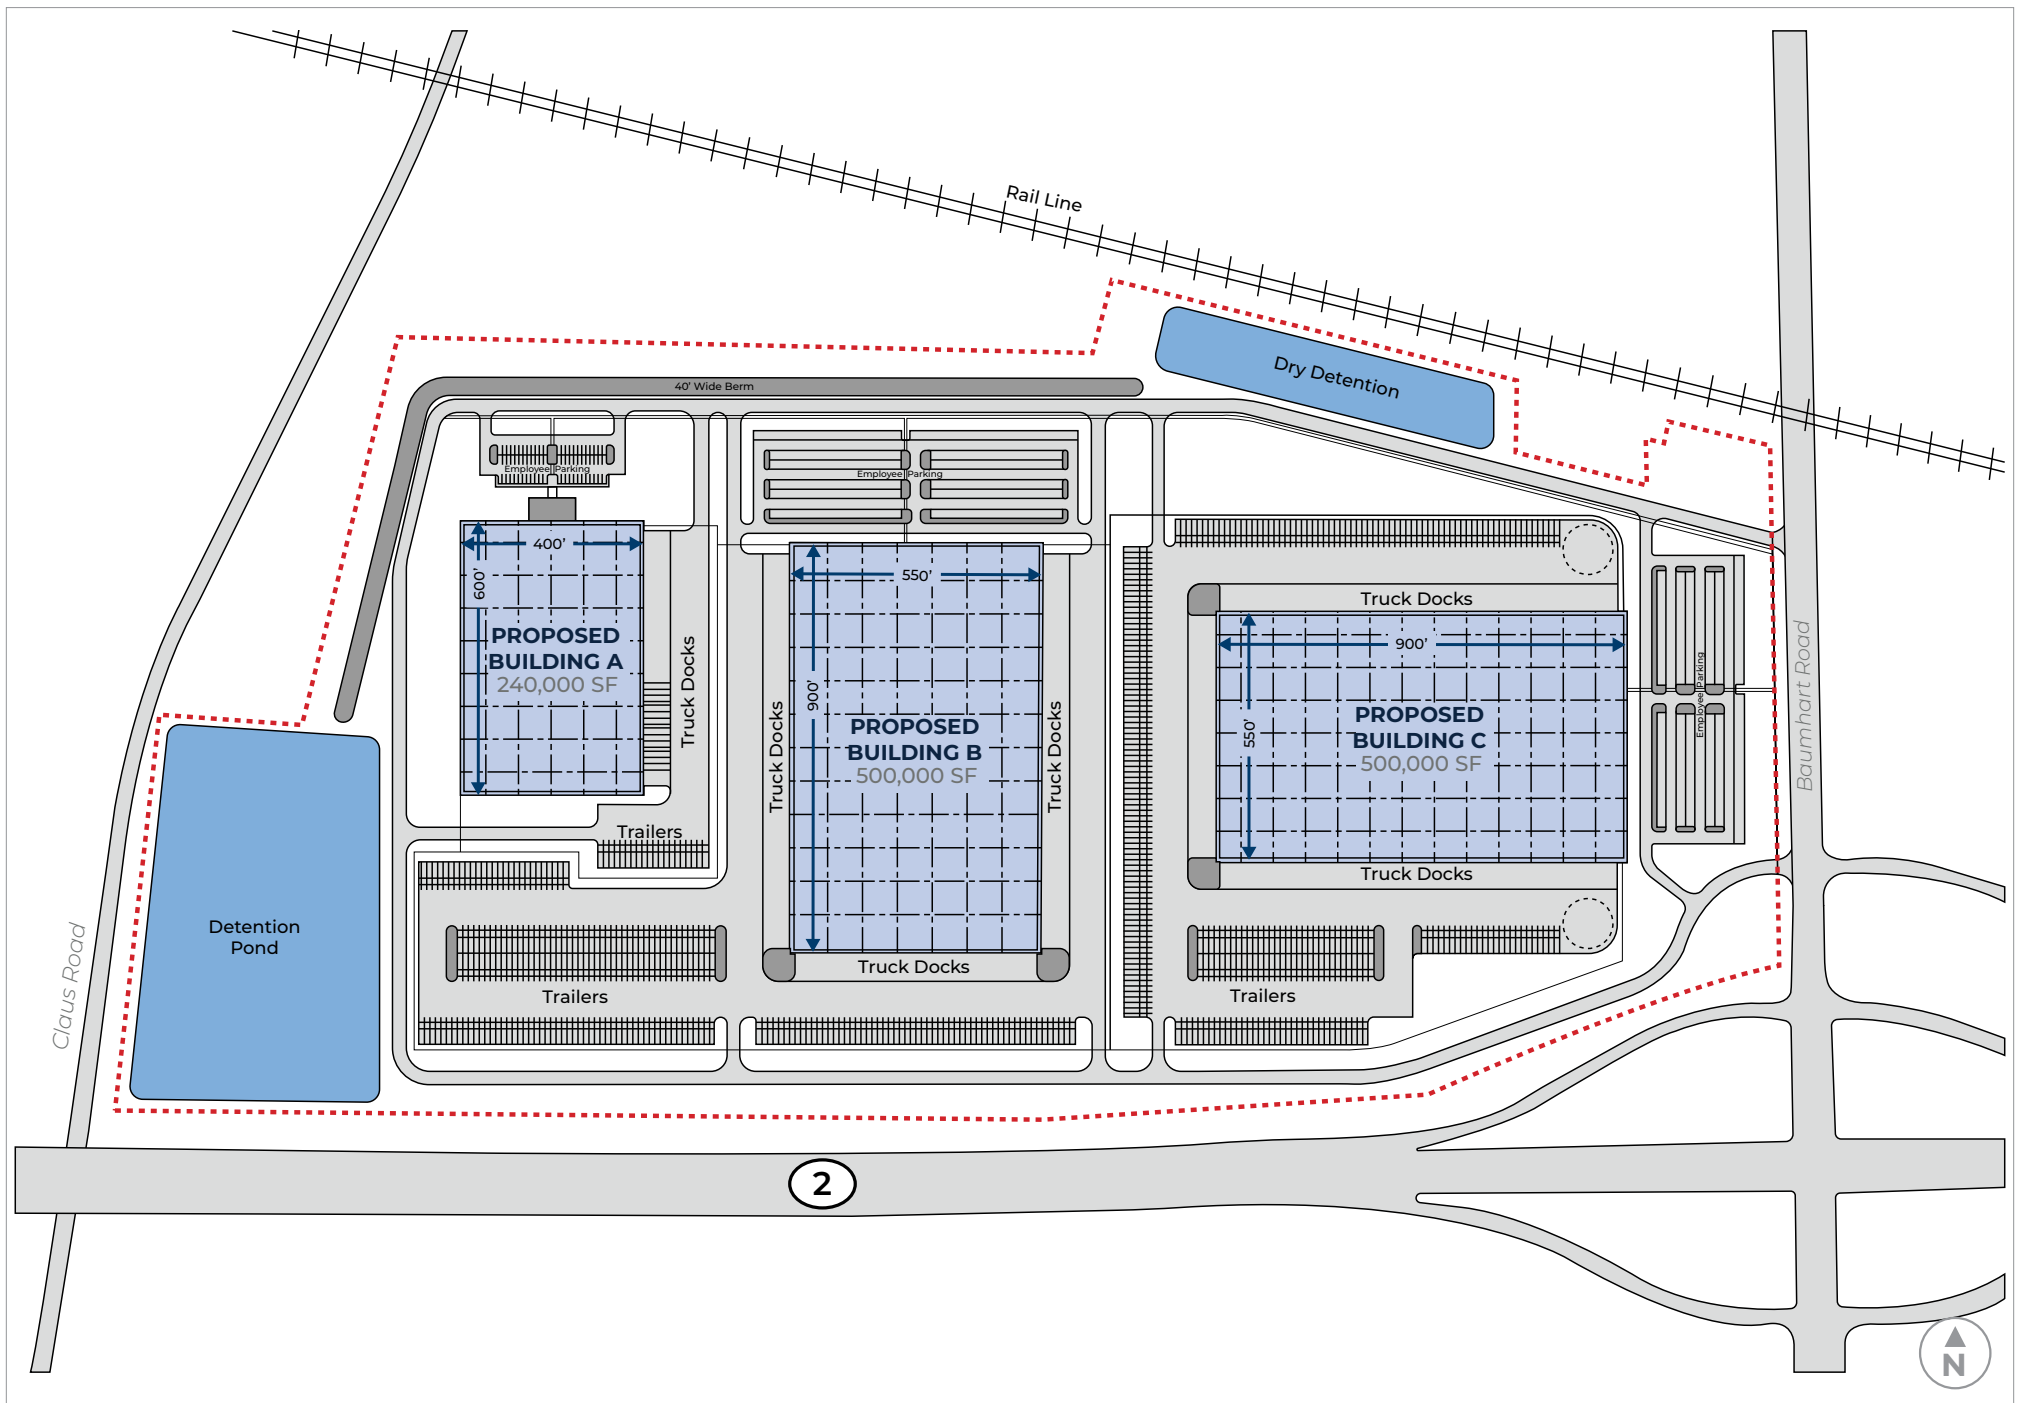 Rail Line
Dry Detention
40' Wide Berm
Employee Parking
Employee Parking
400'
600'
PROPOSED
BUILDING A
240,000 SF
Truck Docks
Trailers
550'
900'
PROPOSED
BUILDING B
500,000 SF
Truck Docks
Truck Docks
Truck Docks
Truck Docks
900'
550'
PROPOSED
BUILDING C
500,000 SF
Truck Docks
Employee Parking
Baumhart Road
Detention
Pond
Claus Road
Trailers
Trailers
2
N